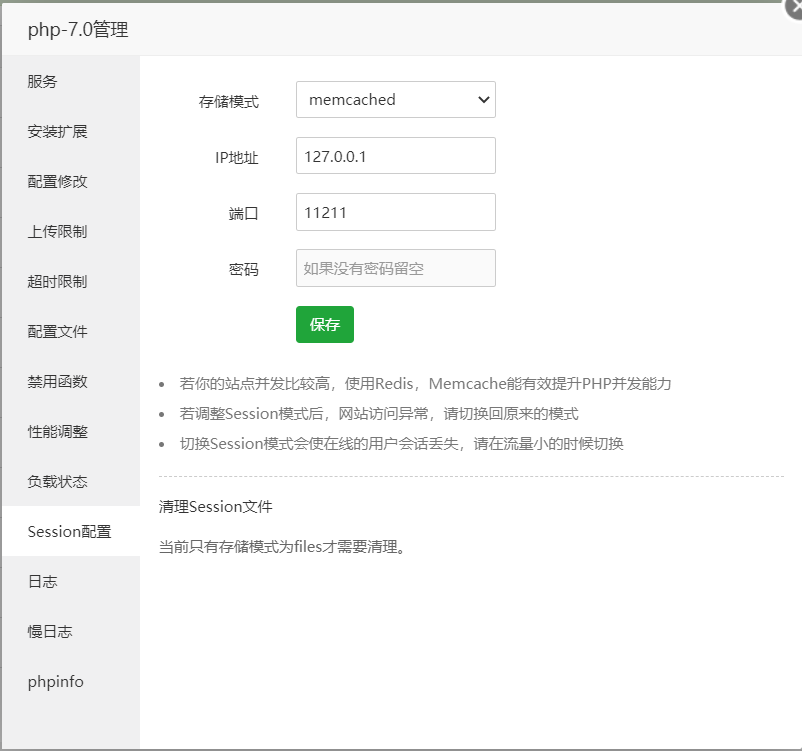 php-7.0管理
服务
安装扩展
配置修改
上传限制
超时限制
配置文件
禁用函数
性能调整
负载状态
Session配置
日志
慢日志
phpinfo
存储模式 memcached
IP地址 127.0.0.1
端口 11211
密码 如果没有密码留空
保存
若你的站点并发比较高，使用Redis，Memcache能有效提升PHP并发能力
若调整Session模式后，网站访问异常，请切换回原来的模式
切换Session模式会使在线的用户会话丢失，请在流量小的时候切换
清理Session文件
当前只有存储模式为files才需要清理。